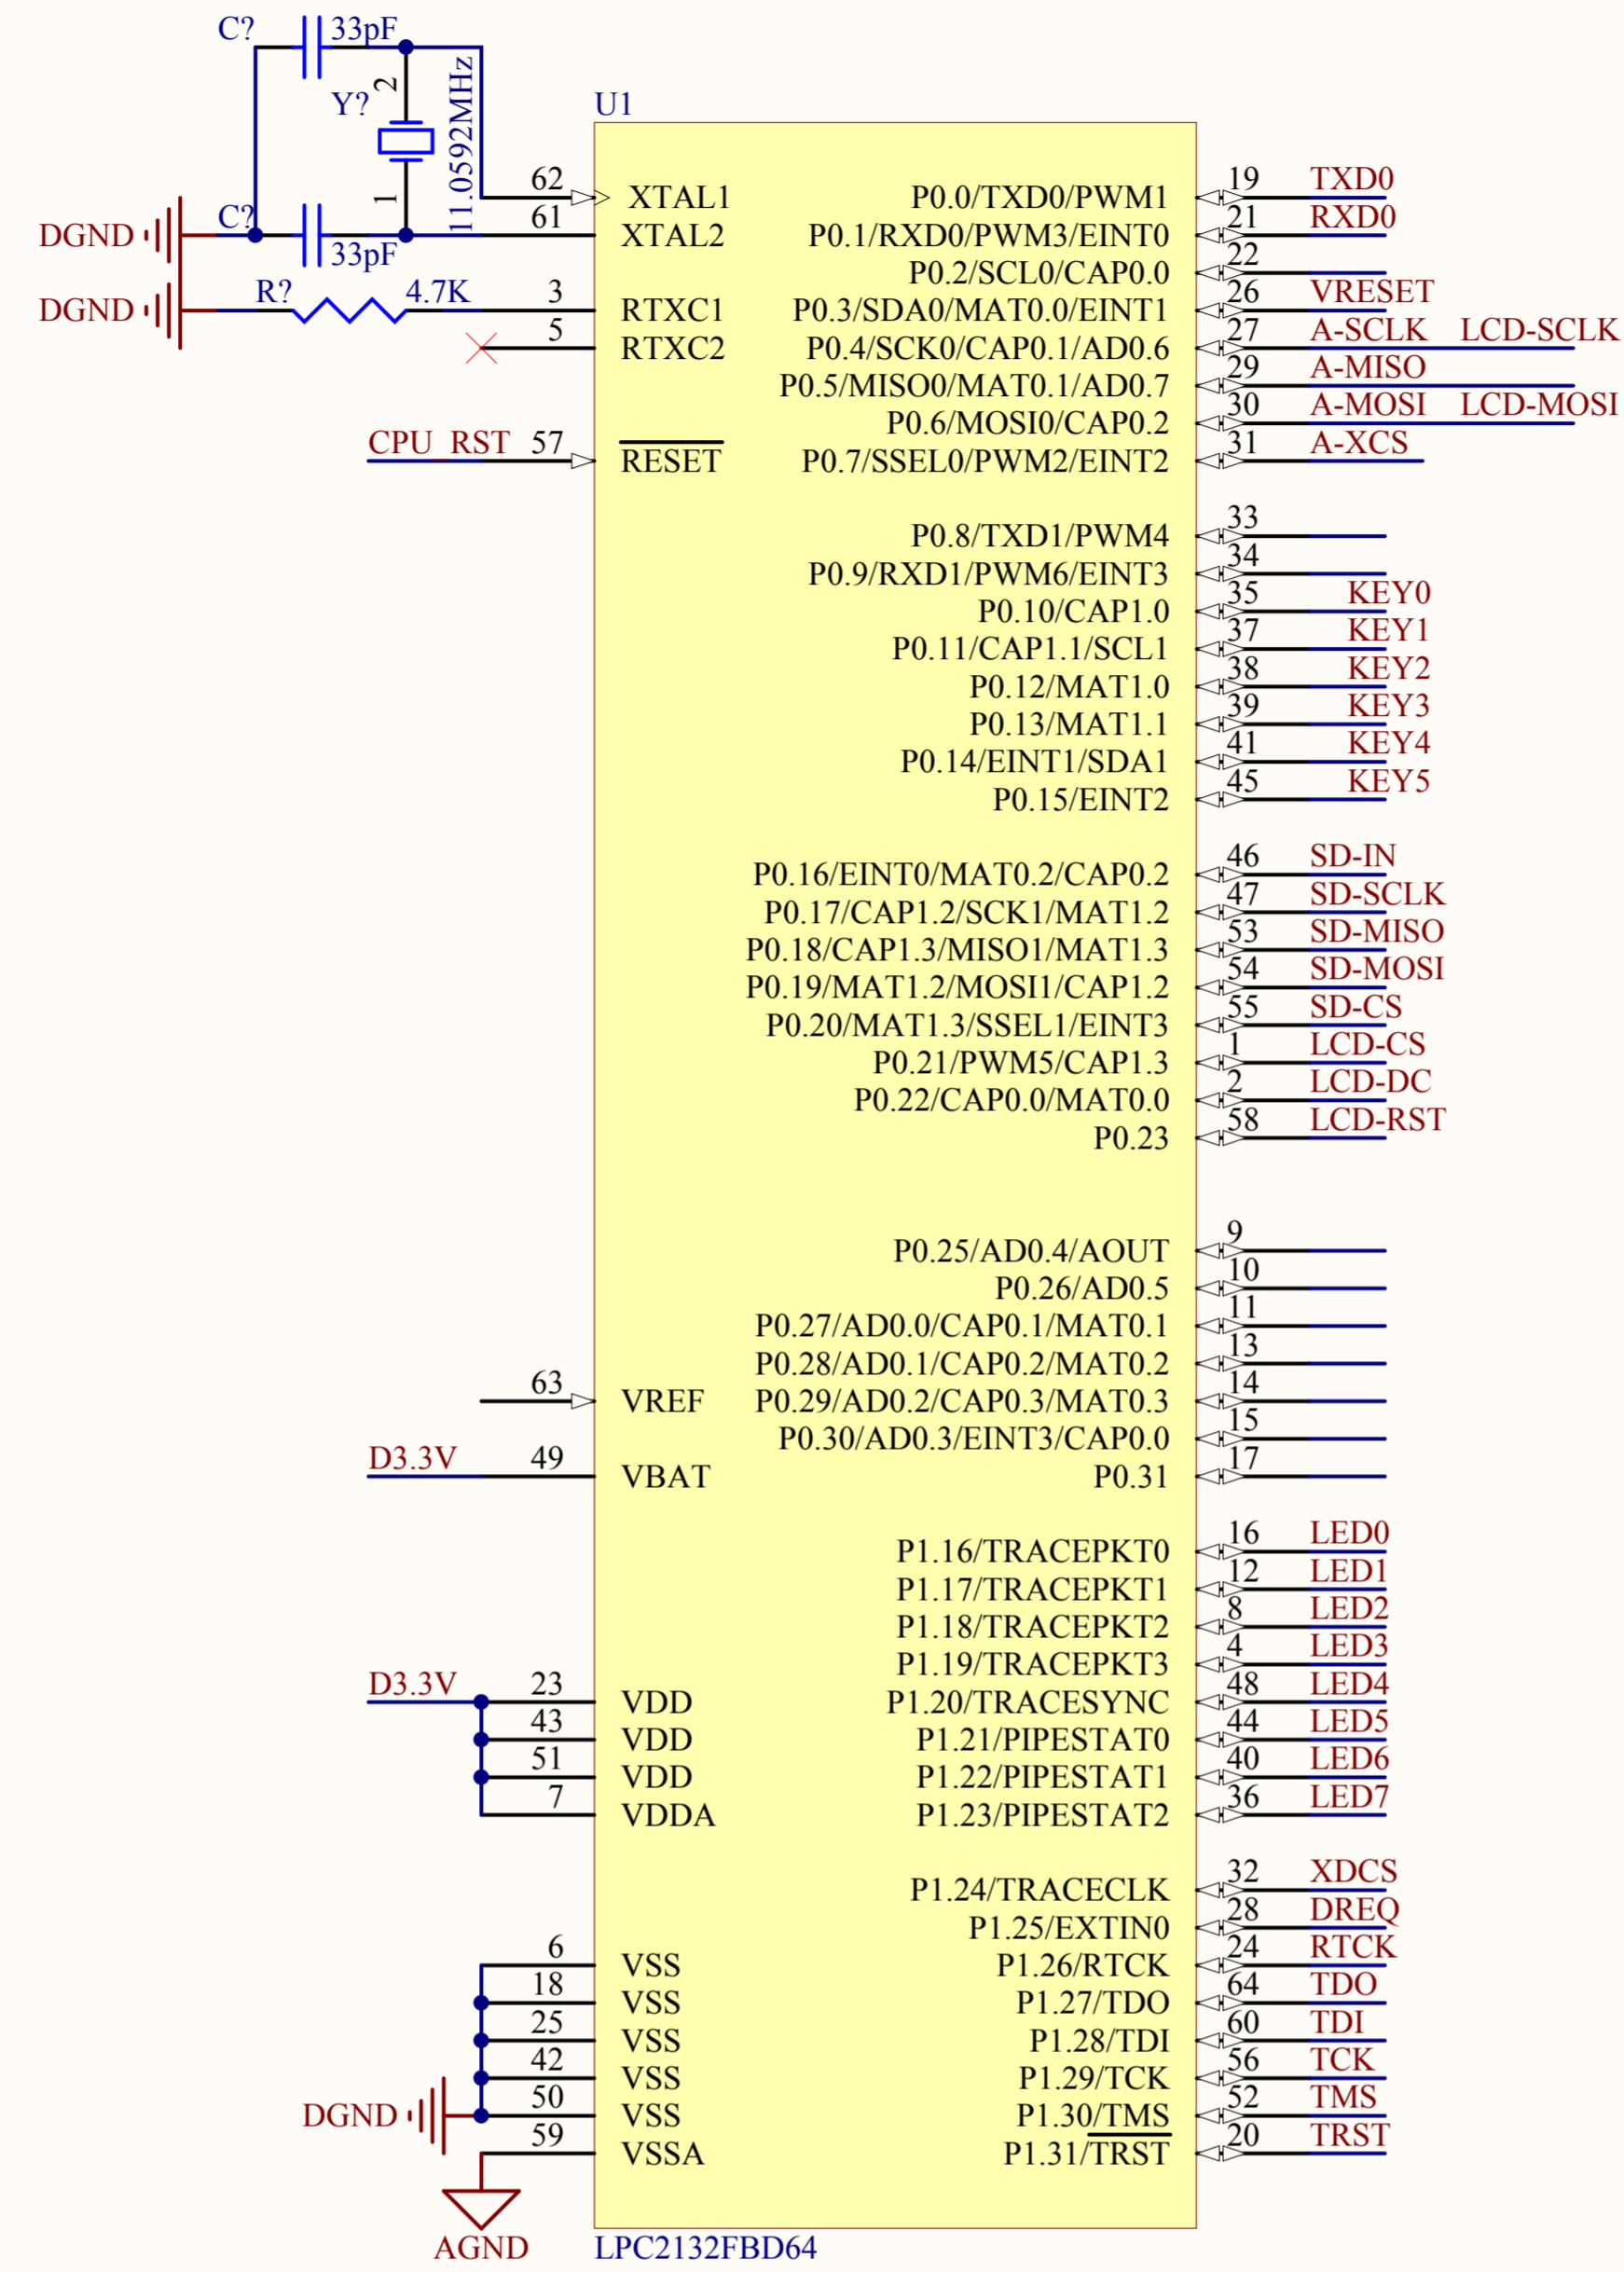 C? 33pF
Y? 2
1
11.0592MHz
C? 33pF
DGND
DGND R? 4.7K
U1
62 XTAL1 P0.0/TXD0/PWM1 19 TXD0
61 XTAL2 P0.1/RXD0/PWM3/EINT0 21 RXD0
P0.2/SCL0/CAP0.0 22
3 RTXC1 P0.3/SDA0/MAT0.0/EINT1 26 VRESET
5 RTXC2 P0.4/SCK0/CAP0.1/AD0.6 27 A-SCLK LCD-SCLK
P0.5/MISO0/MAT0.1/AD0.7 29 A-MISO
P0.6/MOSI0/CAP0.2 30 A-MOSI LCD-MOSI
CPU_RST 57 RESET P0.7/SSEL0/PWM2/EINT2 31 A-XCS
P0.8/TXD1/PWM4 33
P0.9/RXD1/PWM6/EINT3 34
P0.10/CAP1.0 35 KEY0
P0.11/CAP1.1/SCL1 37 KEY1
P0.12/MAT1.0 38 KEY2
P0.13/MAT1.1 39 KEY3
P0.14/EINT1/SDA1 41 KEY4
P0.15/EINT2 45 KEY5
P0.16/EINT0/MAT0.2/CAP0.2 46 SD-IN
P0.17/CAP1.2/SCK1/MAT1.2 47 SD-SCLK
P0.18/CAP1.3/MISO1/MAT1.3 53 SD-MISO
P0.19/MAT1.2/MOSI1/CAP1.2 54 SD-MOSI
P0.20/MAT1.3/SSEL1/EINT3 55 SD-CS
P0.21/PWM5/CAP1.3 1 LCD-CS
P0.22/CAP0.0/MAT0.0 2 LCD-DC
P0.23 58 LCD-RST
P0.25/AD0.4/AOUT 9
P0.26/AD0.5 10
P0.27/AD0.0/CAP0.1/MAT0.1 11
P0.28/AD0.1/CAP0.2/MAT0.2 13
63 VREF P0.29/AD0.2/CAP0.3/MAT0.3 14
P0.30/AD0.3/EINT3/CAP0.0 15
D3.3V 49 VBAT P0.31 17
P1.16/TRACEPKT0 16 LED0
P1.17/TRACEPKT1 12 LED1
P1.18/TRACEPKT2 8 LED2
P1.19/TRACEPKT3 4 LED3
D3.3V 23 VDD P1.20/TRACESYNC 48 LED4
43 VDD P1.21/PIPESTAT0 44 LED5
51 VDD P1.22/PIPESTAT1 40 LED6
7 VDDA P1.23/PIPESTAT2 36 LED7
P1.24/TRACECLK 32 XDCS
P1.25/EXTIN0 28 DREQ
6 VSS P1.26/RTCK 24 RTCK
18 VSS P1.27/TDO 64 TDO
25 VSS P1.28/TDI 60 TDI
42 VSS P1.29/TCK 56 TCK
DGND 50 VSS P1.30/TMS 52 TMS
59 VSSA P1.31/TRST 20 TRST
AGND LPC2132FBD64